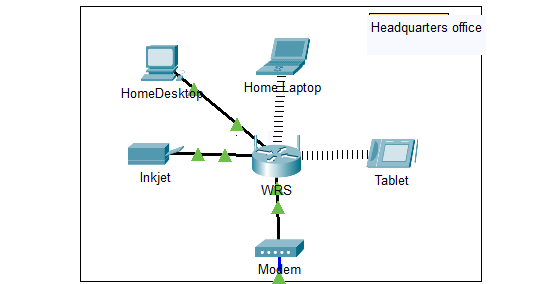 Headquarters office
HomeDesktop
Home Laptop
Inkjet
WRS
Tablet
Modem